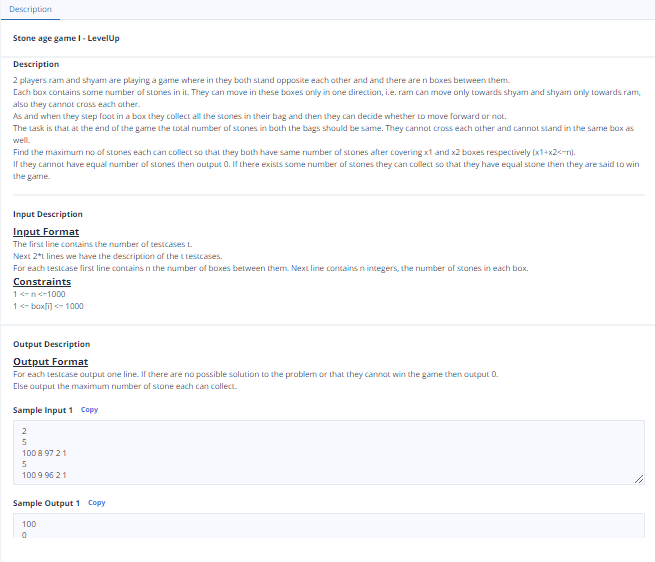 Description
Stone age game I - LevelUp
Description
2 players ram and shyam are playing a game where in they both stand opposite each other and and there are n boxes between them.
Each box contains some number of stones in it. They can move in these boxes only in one direction, i.e. ram can move only towards shyam and shyam only towards ram,
also they cannot cross each other.
As and when they step foot in a box they collect all the stones in their bag and then they can decide whether to move forward or not.
The task is that at the end of the game the total number of stones in both the bags should be same. They cannot cross each other and cannot stand in the same box as
well.
Find the maximum no of stones each can collect so that they both have same number of stones after covering x1 and x2 boxes respectively (x1+x2<=n).
If they cannot have equal number of stones then output 0. If there exists some number of stones they can collect so that they have equal stone then they are said to win
the game.
Input Description
Input Format
The first line contains the number of testcases t.
Next 2*t lines we have the description of the t testcases.
For each testcase first line contains n the number of boxes between them. Next line contains n integers, the number of stones in each box.
Constraints
1 <= n <=1000
1 <= box[i] <= 1000
Output Description
Output Format
For each testcase output one line. If there are no possible solution to the problem or that they cannot win the game then output 0.
Else output the maximum number of stone each can collect.
Sample Input 1 Copy
2
5
100 8 97 2 1
5
100 9 96 2 1
Sample Output 1 Copy
100
0